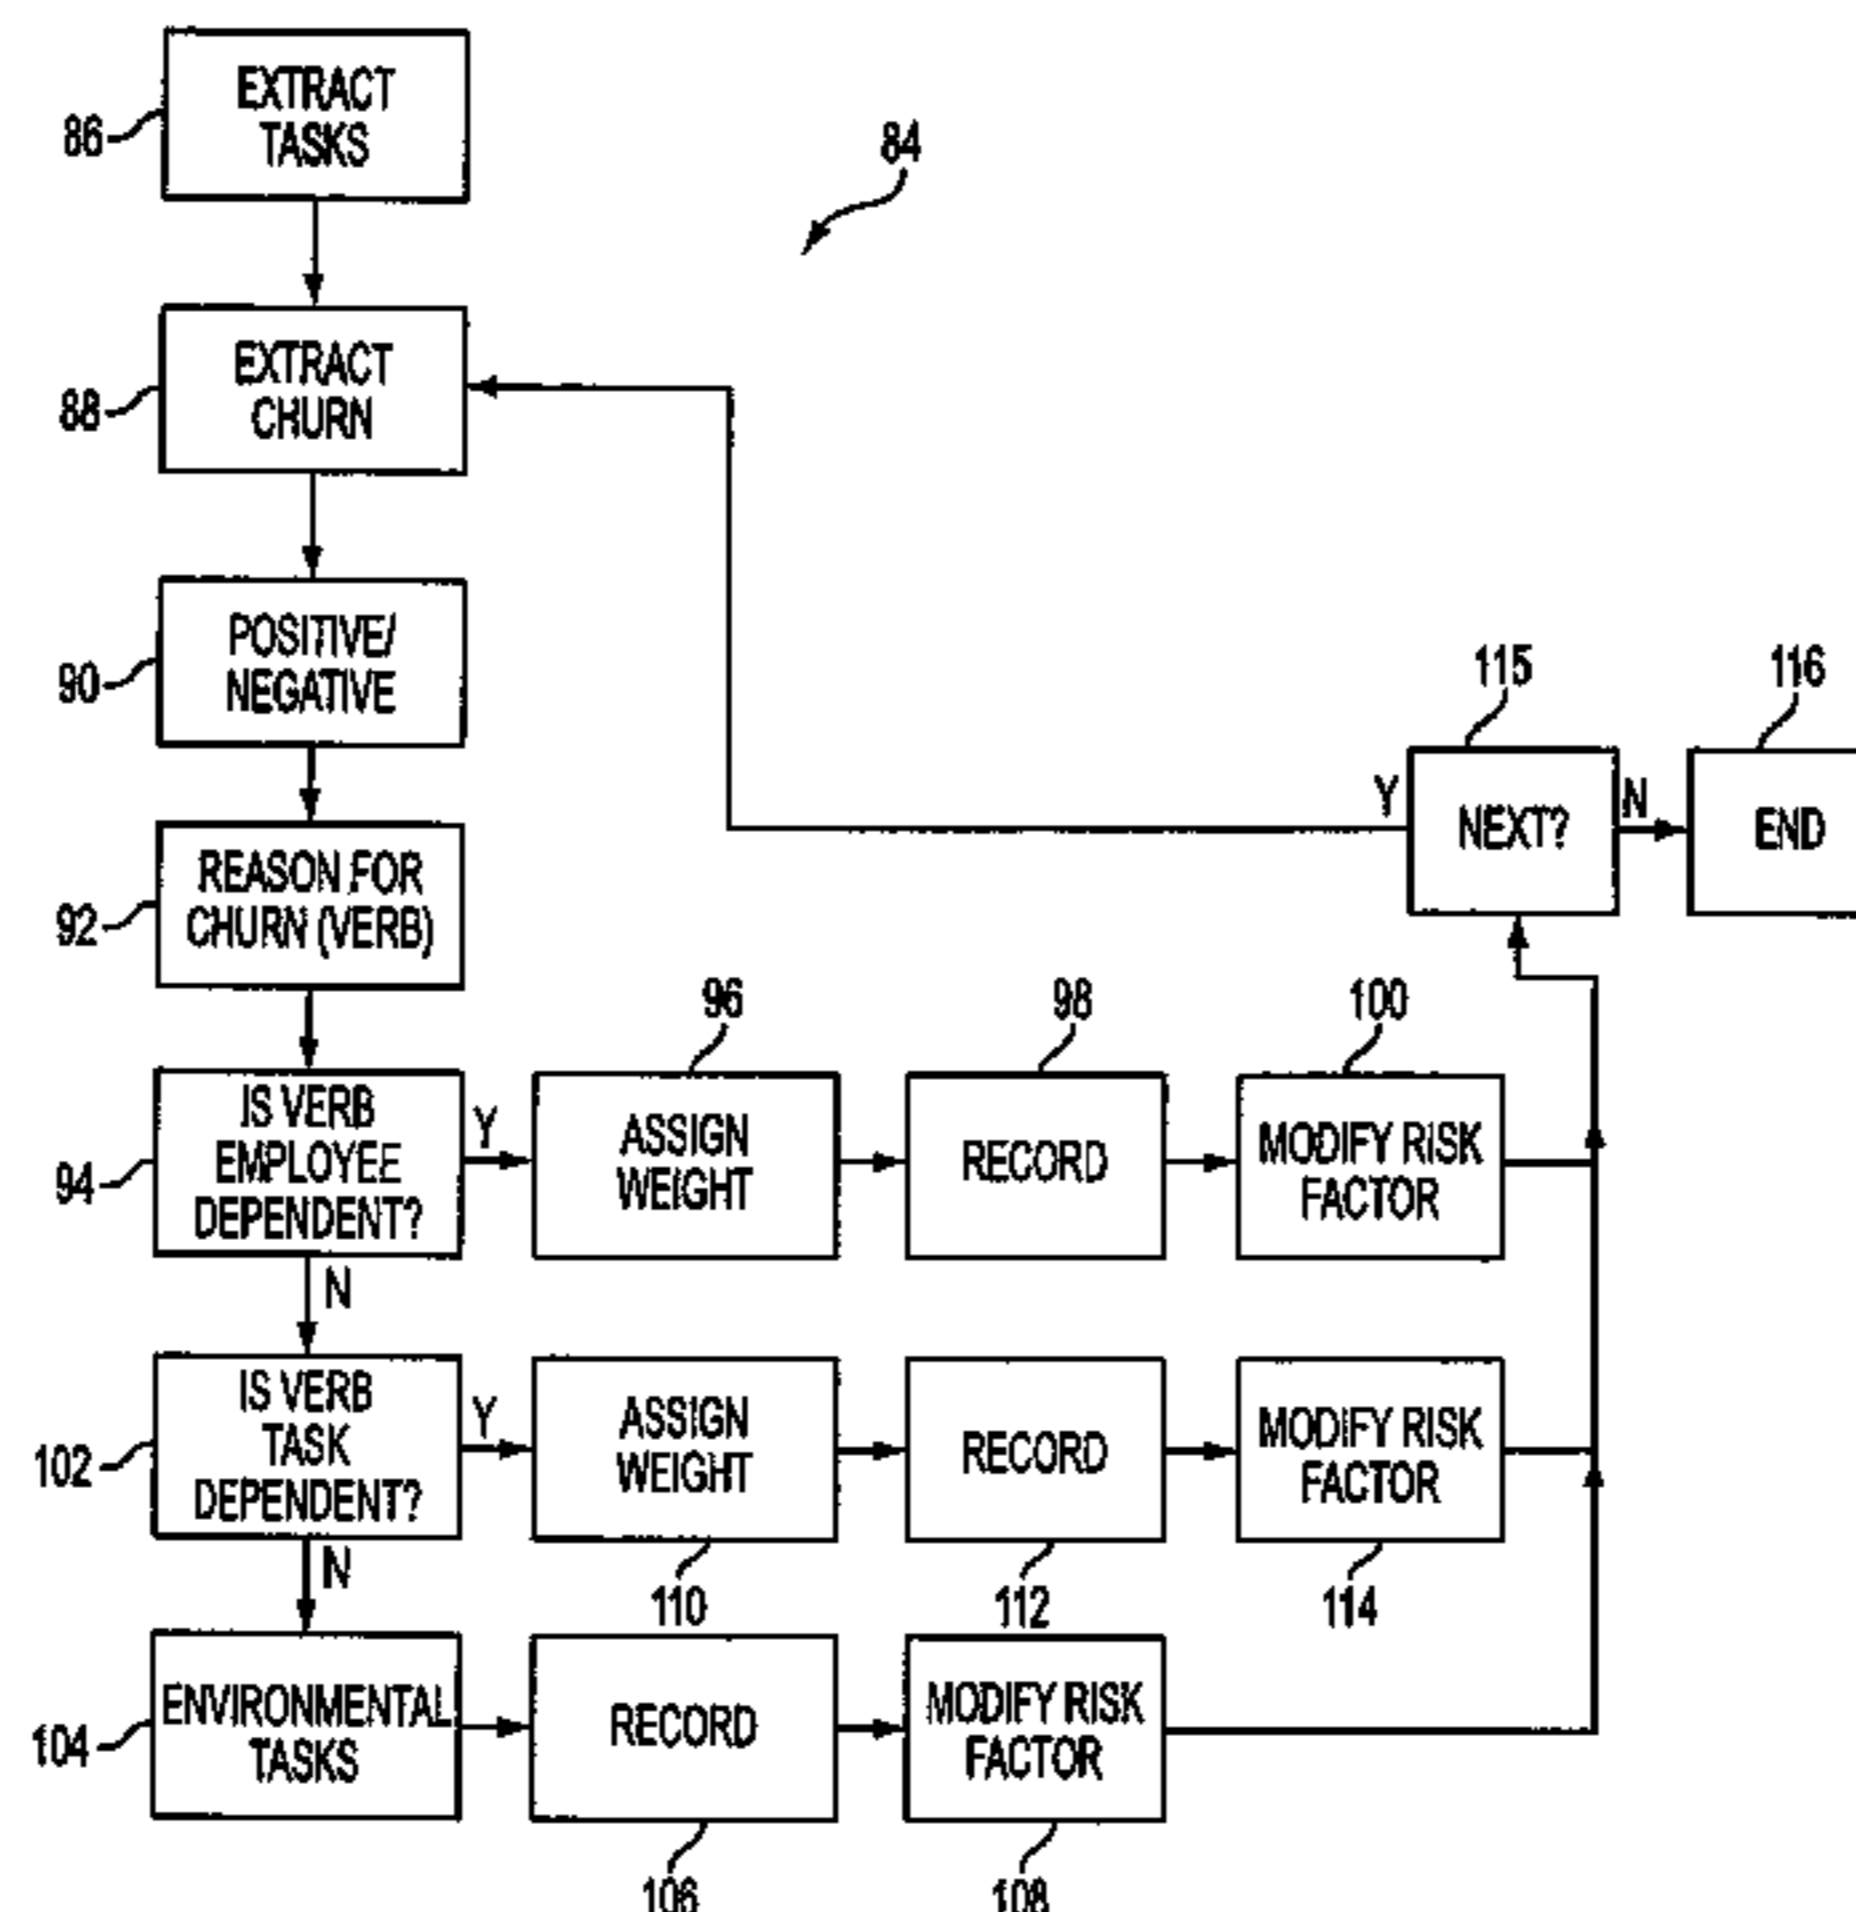 EXTRACT
TASKS
86
84
EXTRACT
CHURN
88
POSITIVE/
NEGATIVE
90
115
116
Y
NEXT?
N
END
REASON FOR
CHURN (VERB)
92
96
98
100
IS VERB
EMPLOYEE
DEPENDENT?
94
Y
ASSIGN
WEIGHT
RECORD
MODIFY RISK
FACTOR
N
IS VERB
TASK
DEPENDENT?
102
Y
ASSIGN
WEIGHT
RECORD
MODIFY RISK
FACTOR
N
110
112
114
ENVIRONMENTAL
TASKS
104
RECORD
MODIFY RISK
FACTOR
106
108